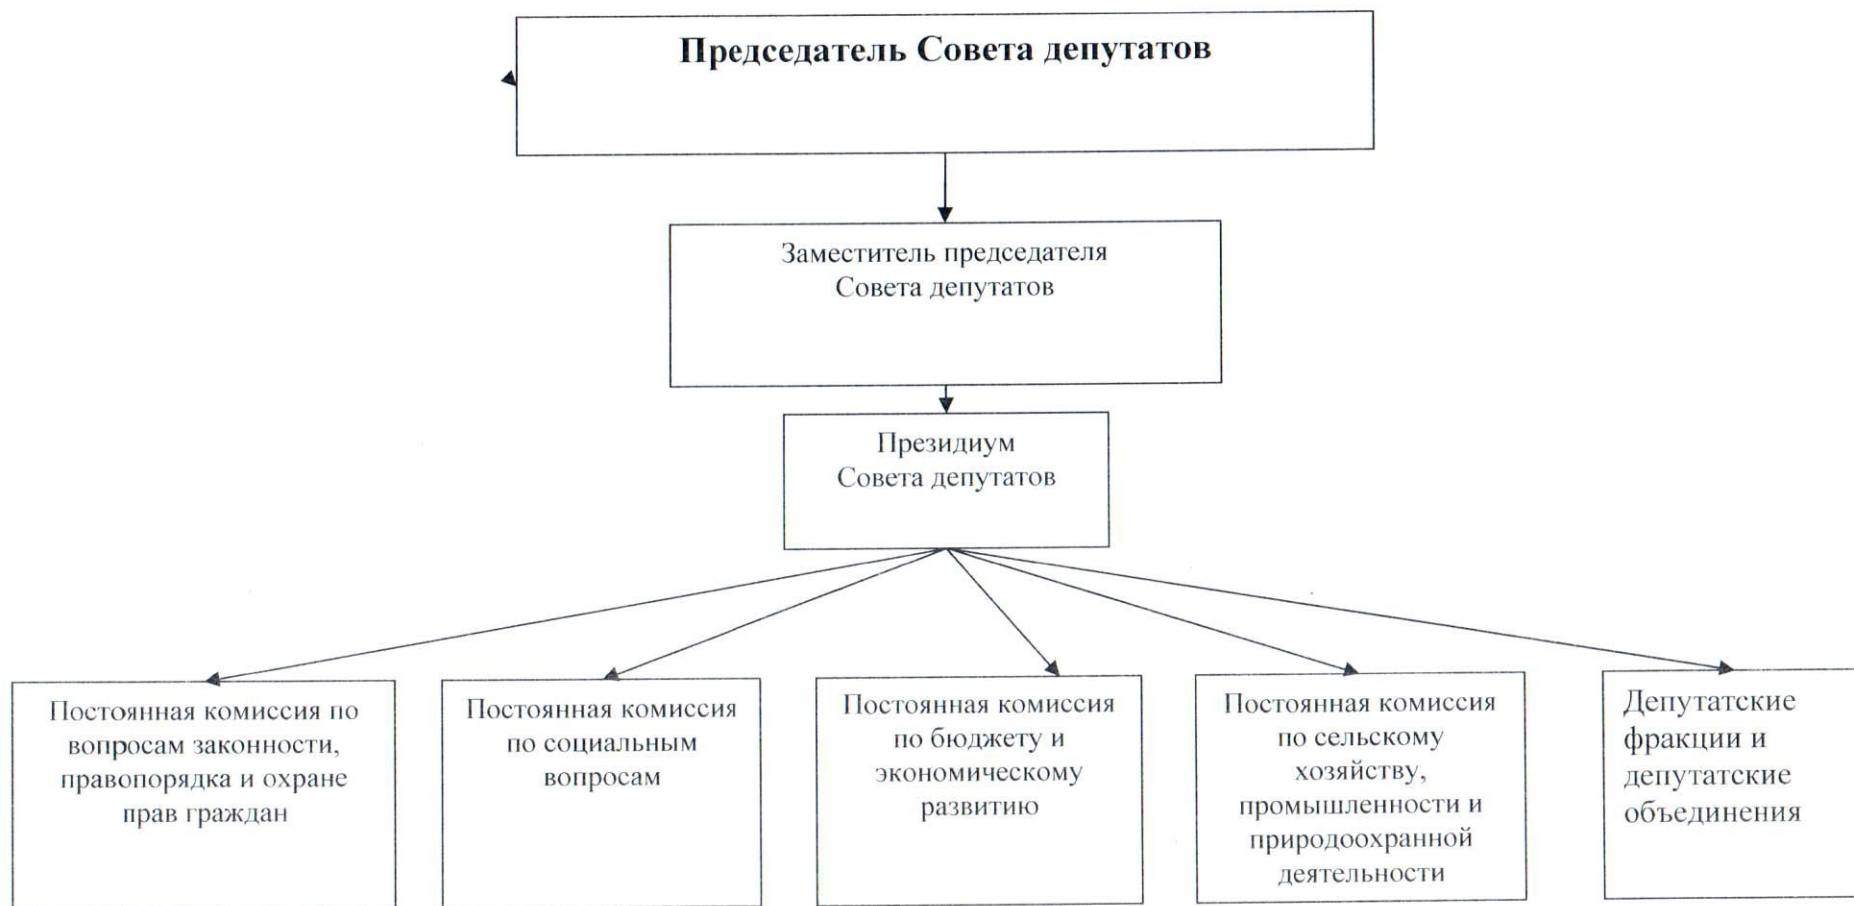 Председатель Совета депутатов
Заместитель председателя
Совета депутатов
Президиум
Совета депутатов
Постоянная комиссия по
вопросам законности,
правопорядка и охране
прав граждан
Постоянная комиссия
по социальным
вопросам
Постоянная комиссия
по бюджету и
экономическому
развитию
Постоянная комиссия
по сельскому
хозяйству,
промышленности и
природоохранной
деятельности
Депутатские
фракции и
депутатские
объединения